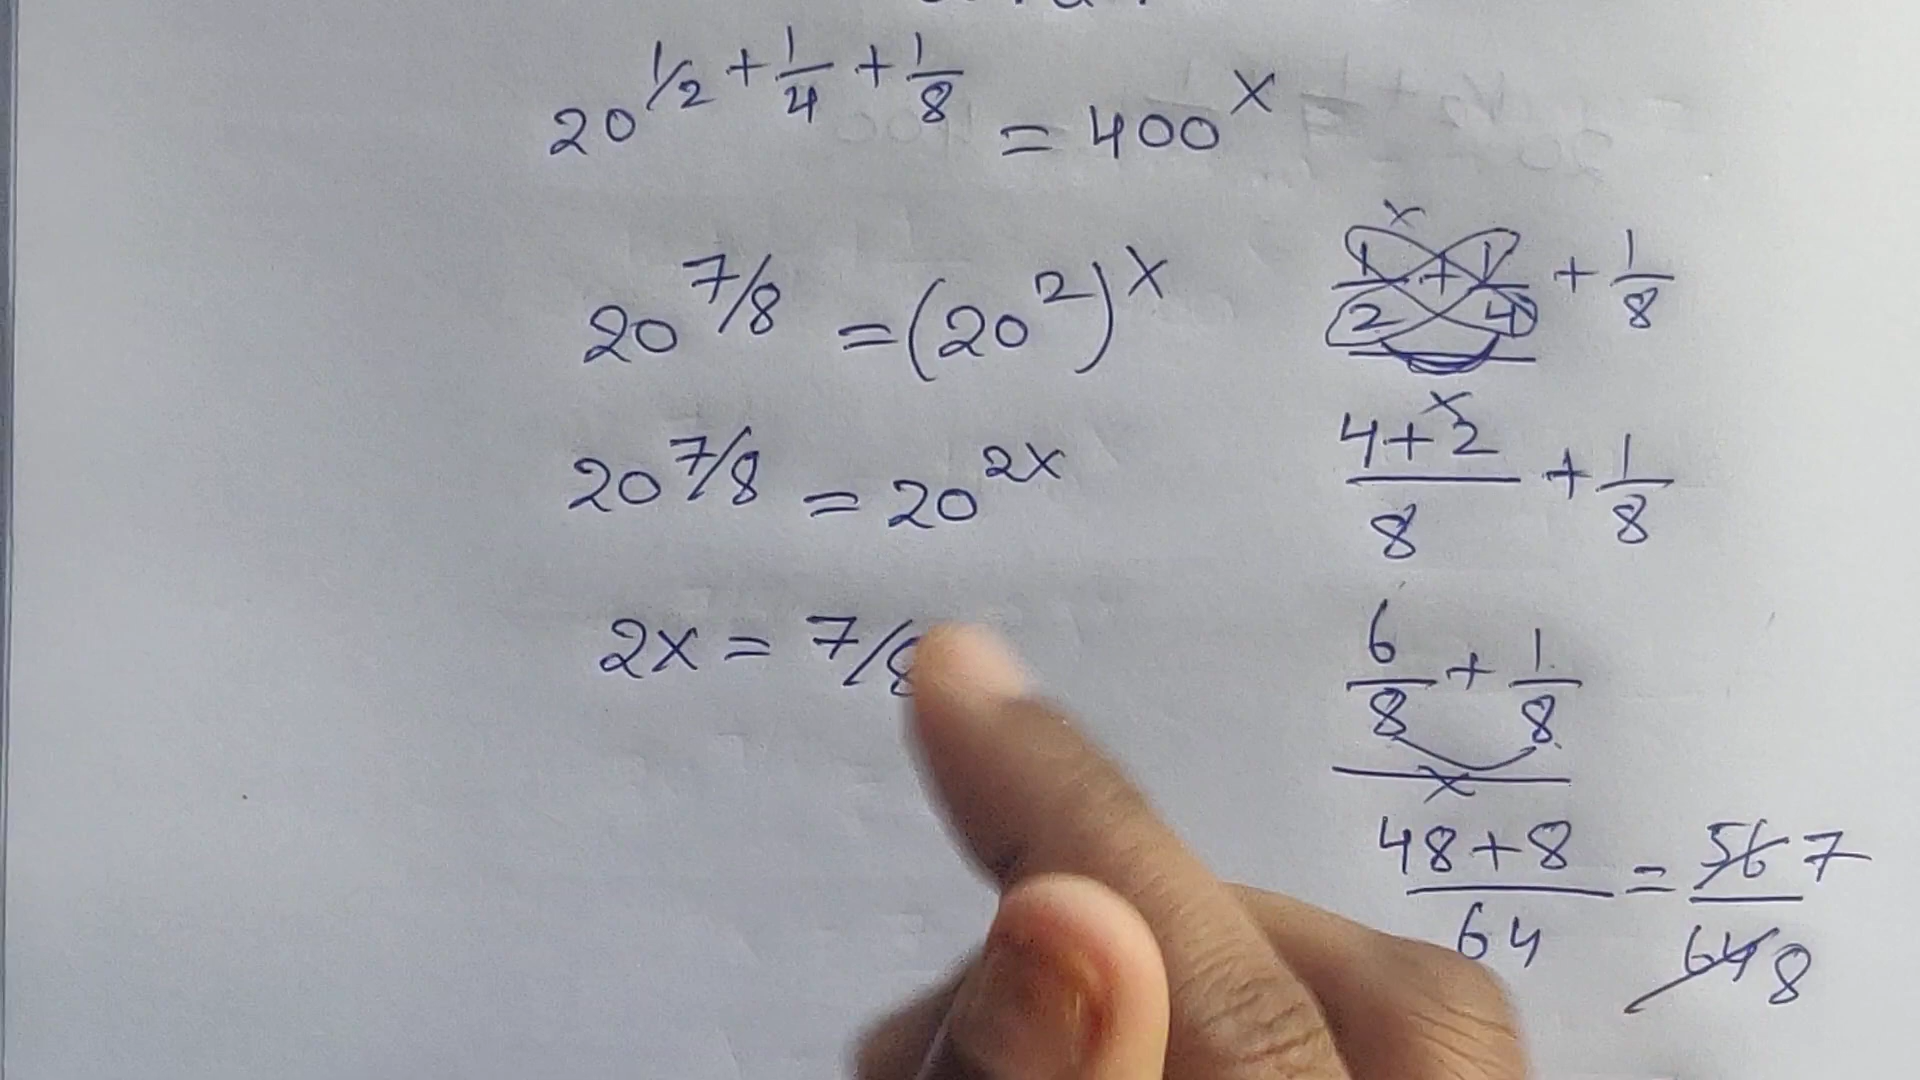 20^{1/2 + 1/4 + 1/8} = 400^x
20^{7/8} = (20^2)^x
20^{7/8} = 20^{2x}
2x = 7/8
1/2 + 1/4 + 1/8
x
4+2/8 + 1/8
x
6/8 + 1/8
x
48+8/64 = 56 7/64 8